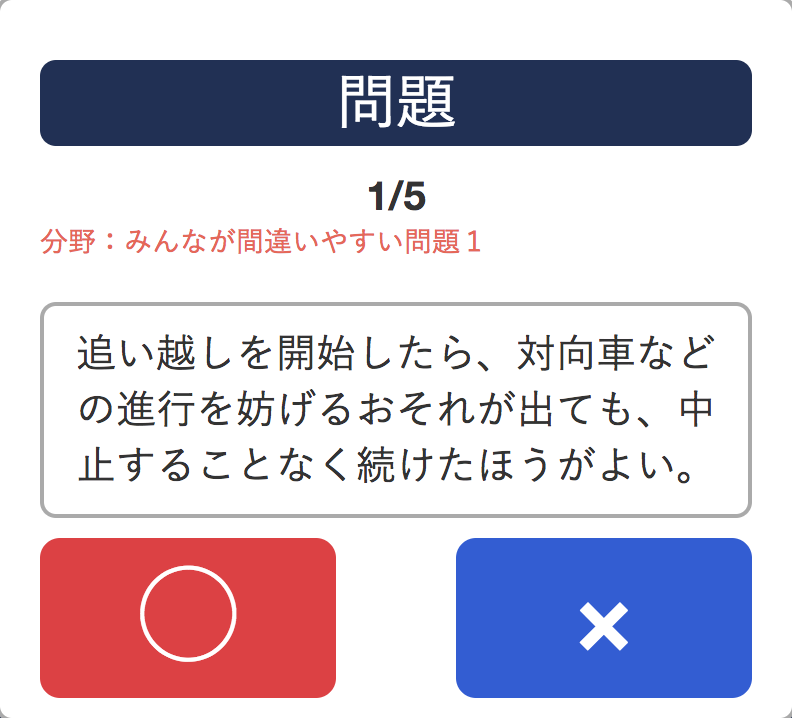 問題
1/5
分野：みんなが間違いやすい問題１
追い越しを開始したら、対向車など
の進行を妨げるおそれが出ても、中
止することなく続けたほうがよい。
◯
×